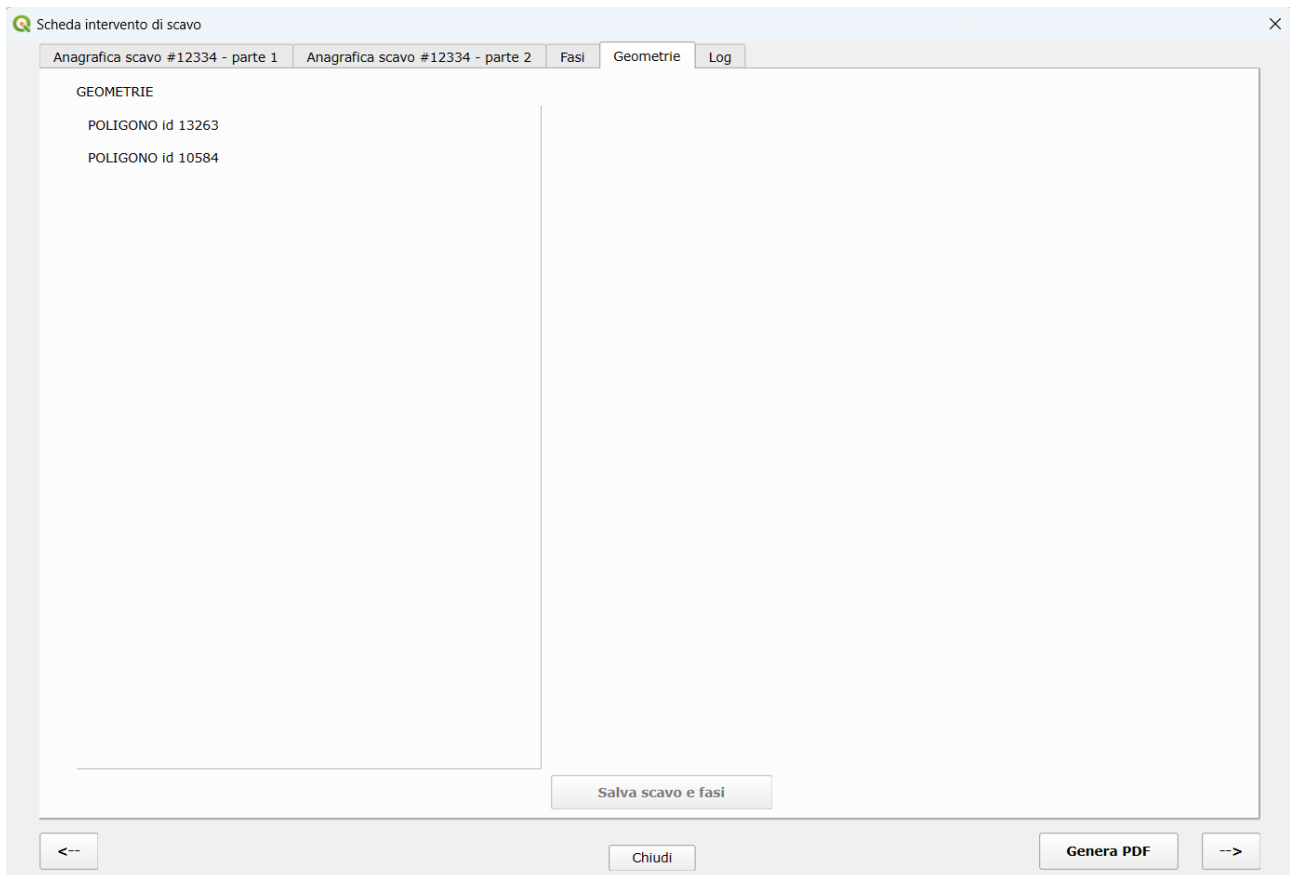 Scheda intervento di scavo
Anagrafica scavo #12334 - parte 1
Anagrafica scavo #12334 - parte 2
Fasi
Geometrie
Log
GEOMETRIE
POLIGONO id 13263
POLIGONO id 10584
Salva scavo e fasi
<--
Chiudi
Genera PDF
-->